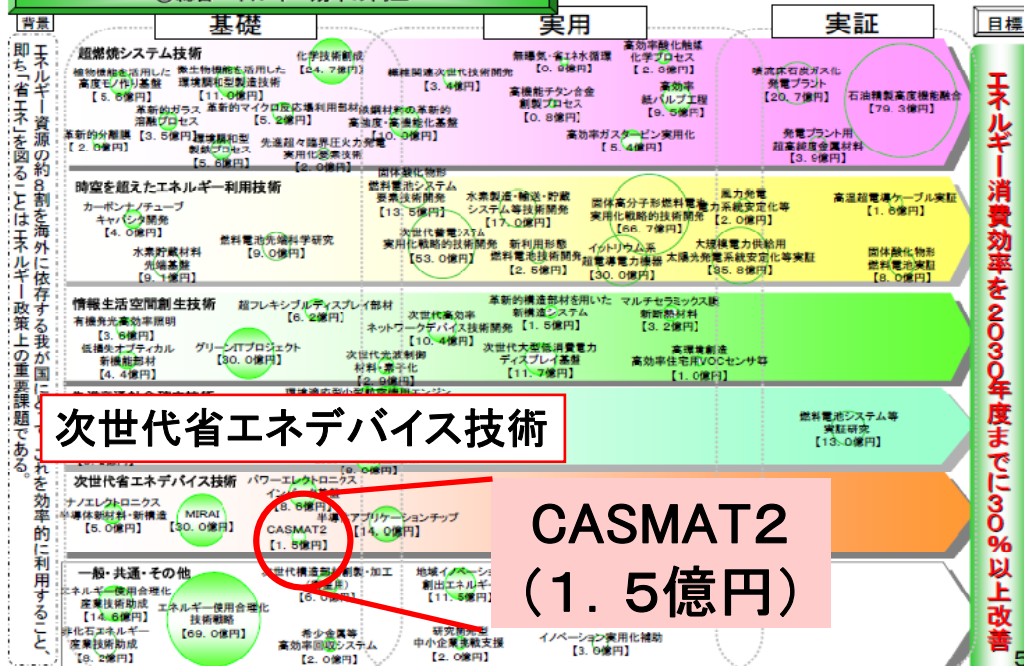 背景
基礎
実用
実証
目標
エネルギー資源の約8割を海外に依存する我が国に
これを効率的に利用すること、
即ち「省エネ」を図ることはエネルギー政策上の重要課題である。
超燃焼システム技術
植物機能を活用した
高度モノ作り基盤
【5.6億円】
微生物機能を活用した
環境調和型製造技術
【11.0億円】
化学技術創成
【24.7億円】
繊維関連次世代技術開発
【3.4億円】
無曝気・省エネ水循環
【0.9億円】
高効率酸化触媒
化学プロセス
【2.3億円】
噴流床石炭ガス化
発電プラント
【20.7億円】
石油精製高度機能融合
【79.3億円】
革新的ガラス
溶融プロセス
【3.5億円】
革新的マイクロ反応場利用部材
【5.2億円】
鉄鋼材料の革新的
高強度・高機能化基盤
【10.0億円】
高機能チタン合金
創製プロセス
【0.8億円】
高効率
紙パルプ工程
【9.5億円】
革新的分離膜
【2.0億円】
環境調和型
製鉄プロセス
【5.6億円】
先進超々臨界圧火力発電
実用化要素技術
【2.0億円】
高効率ガスタービン実用化
【5.4億円】
発電プラント用
超高純度金属材料
【3.9億円】
時空を超えたエネルギー利用技術
カーボンナノチューブ
キャパシタ開発
【4.0億円】
水素貯蔵材料
先端基盤
【9.1億円】
燃料電池先端科学研究
【9.0億円】
固体酸化物形
燃料電池システム
要素技術開発
【13.5億円】
次世代蓄電システム
実用化戦略的技術開発
【53.0億円】
水素製造・輸送・貯蔵
システム等技術開発
【17.0億円】
新利用形態
燃料電池技術開発
【2.5億円】
固体高分子形燃料電池
実用化戦略的技術開発
【66.7億円】
イットリウム系
超電導電力機器
【30.0億円】
風力発電
電力系統安定化等
【2.0億円】
大規模電力供給用
太陽光発電系統安定化等実証
【35.8億円】
高温超電導ケーブル実証
【1.6億円】
固体酸化物形
燃料電池実証
【8.0億円】
情報生活空間創生技術
有機発光高効率照明
【3.6億円】
低損失オプティカル
新機能部材
【4.4億円】
グリーンITプロジェクト
【30.0億円】
超フレキシブルディスプレイ部材
【6.2億円】
次世代高効率
ネットワークデバイス技術開発
【10.4億円】
次世代光波制御
材料・素子化
【2.9億円】
革新的構造部材を用いた
新構造システム
【1.5億円】
次世代大型低消費電力
ディスプレイ基盤
【11.7億円】
マルチセラミックス膜
新断熱材料
【3.2億円】
高環境創造
高効率住宅用VOCセンサ等
【1.0億円】
燃料電池システム等
実証研究
【13.0億円】
次世代省エネデバイス技術
次世代省エネデバイス技術
ナノエレクトロニクス
半導体新材料・新構造
【5.0億円】
MIRAI
【30.0億円】
パワーエレクトロニクス
【8.6億円】
CASMAT2
【1.5億円】
半導体アプリケーションチップ
【14.0億円】
CASMAT2
(1.5億円)
一般・共通・その他
エネルギー使用合理化
産業技術助成
【14.6億円】
非化石エネルギー
産業技術助成
【8.2億円】
エネルギー使用合理化
技術戦略
【69.0億円】
【6.0億円】
希少金属等
高効率回収システム
【2.0億円】
創出エネルギー
【11.5億円】
研究開発型
中小企業挑戦支援
【2.0億円】
イノベーション実用化補助
【3.0億円】
エネルギー消費効率を2030年度までに30%以上改善